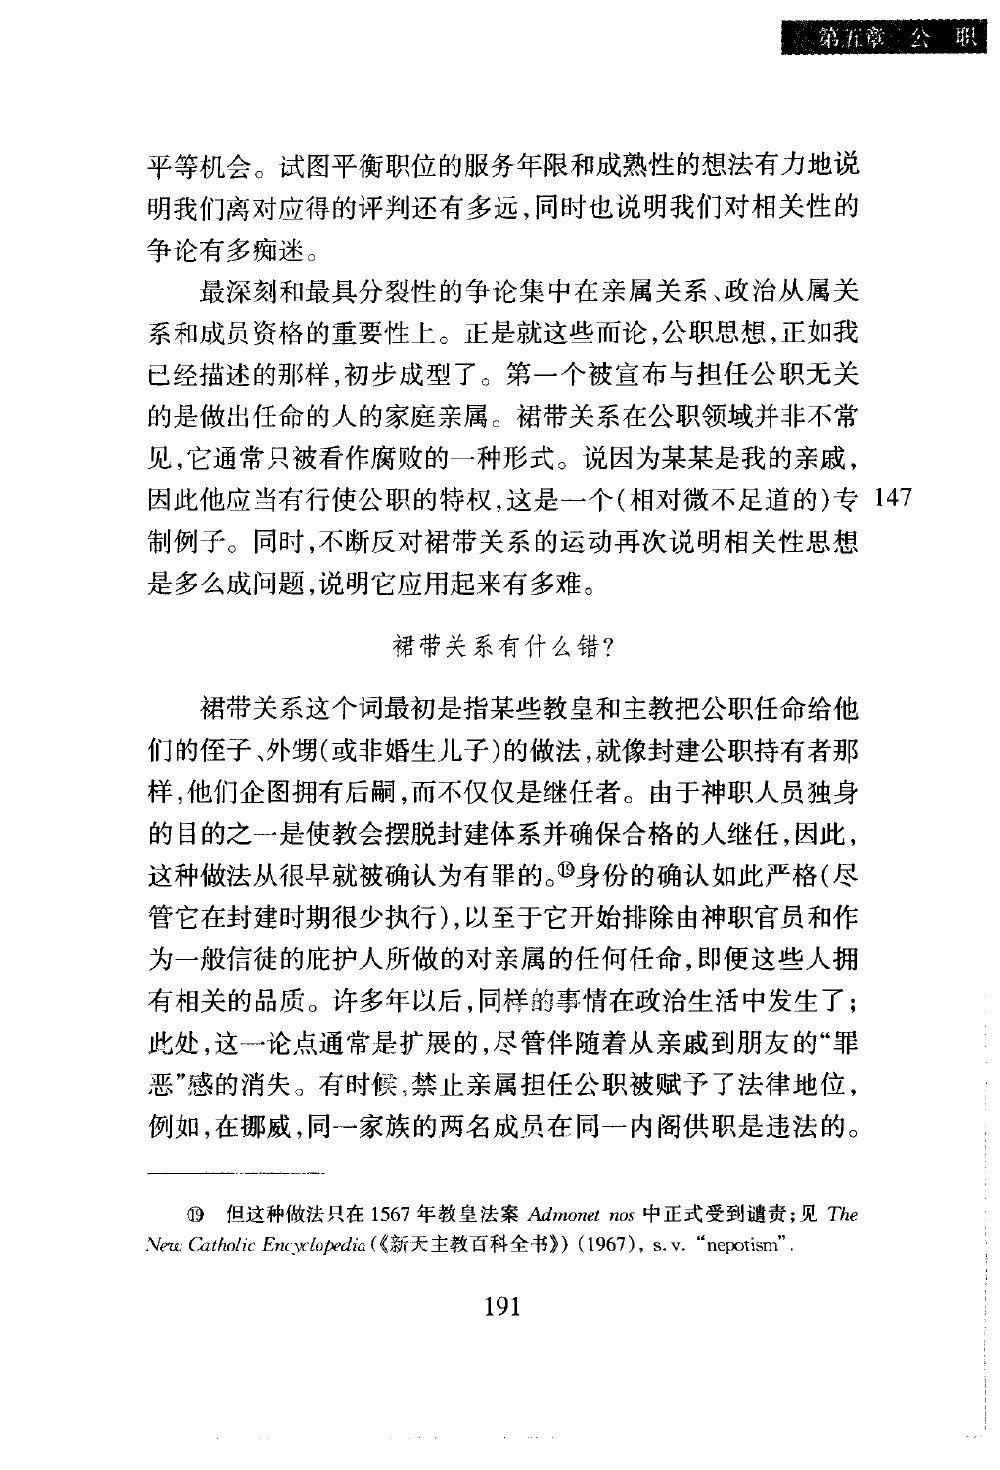 第五章 公 职
平等机会。试图平衡职位的服务年限和成熟性的想法有力地说
明我们离对应得的评判还有多远,同时也说明我们对相关性的
争论有多痴迷。
最深刻和最具分裂性的争论集中在亲属关系、政治从属关
系和成员资格的重要性上。正是就这些而论,公职思想,正如我
已经描述的那样,初步成型了。第一个被宣布与担任公职无关
的是做出任命的人的家庭亲属。裙带关系在公职领域并非不常
见,它通常只被看作腐败的一种形式。说因为某某是我的亲戚,
因此他应当有行使公职的特权,这是一个(相对微不足道的)专 147
制例子。同时,不断反对裙带关系的运动再次说明相关性思想
是多么成问题,说明它应用起来有多难。
裙带关系有什么错?
裙带关系这个词最初是指某些教皇和主教把公职任命给他
们的侄子、外甥(或非婚生儿子)的做法,就像封建公职持有者那
样,他们企图拥有后嗣,而不仅仅是继任者。由于神职人员独身
的目的之一是使教会摆脱封建体系并确保合格的人继任,因此,
这种做法从很早就被确认为有罪的。⑲身份的确认如此严格(尽
管它在封建时期很少执行),以至于它开始排除由神职官员和作
为一般信徒的庇护人所做的对亲属的任何任命,即便这些人拥
有相关的品质。许多年以后,同样的事情在政治生活中发生了;
此处,这一论点通常是扩展的,尽管伴随着从亲戚到朋友的“罪
恶”感的消失。有时候,禁止亲属担任公职被赋予了法律地位,
例如,在挪威,同一家族的两名成员在同一内阁供职是违法的。
⑲ 但这种做法只在 1567 年教皇法案 Admonet nos 中正式受到谴责;见 The
New Catholic Encyclopedia (《新天主教百科全书》) (1967), s. v. “nepotism”.
191